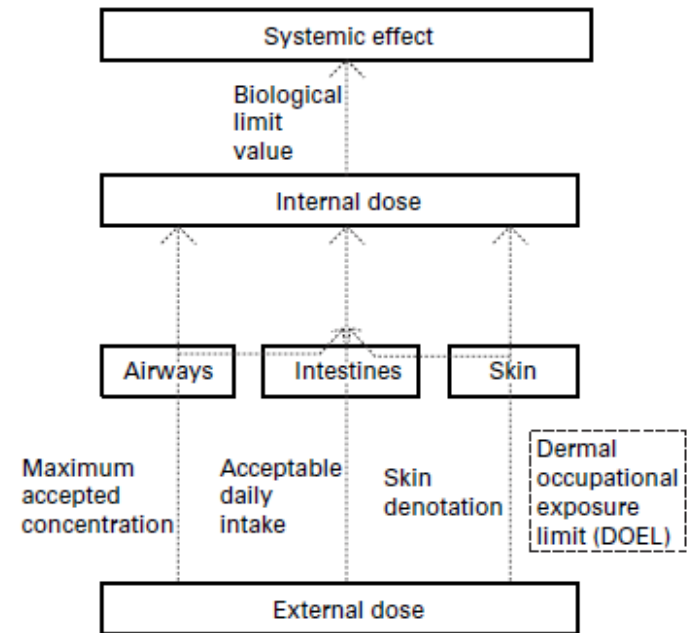 Systemic effect
Biological
limit
value
Internal dose
Airways
Intestines
Skin
Maximum
accepted
concentration
Acceptable
daily
intake
Skin
denotation
Dermal
occupational
exposure
limit (DOEL)
External dose